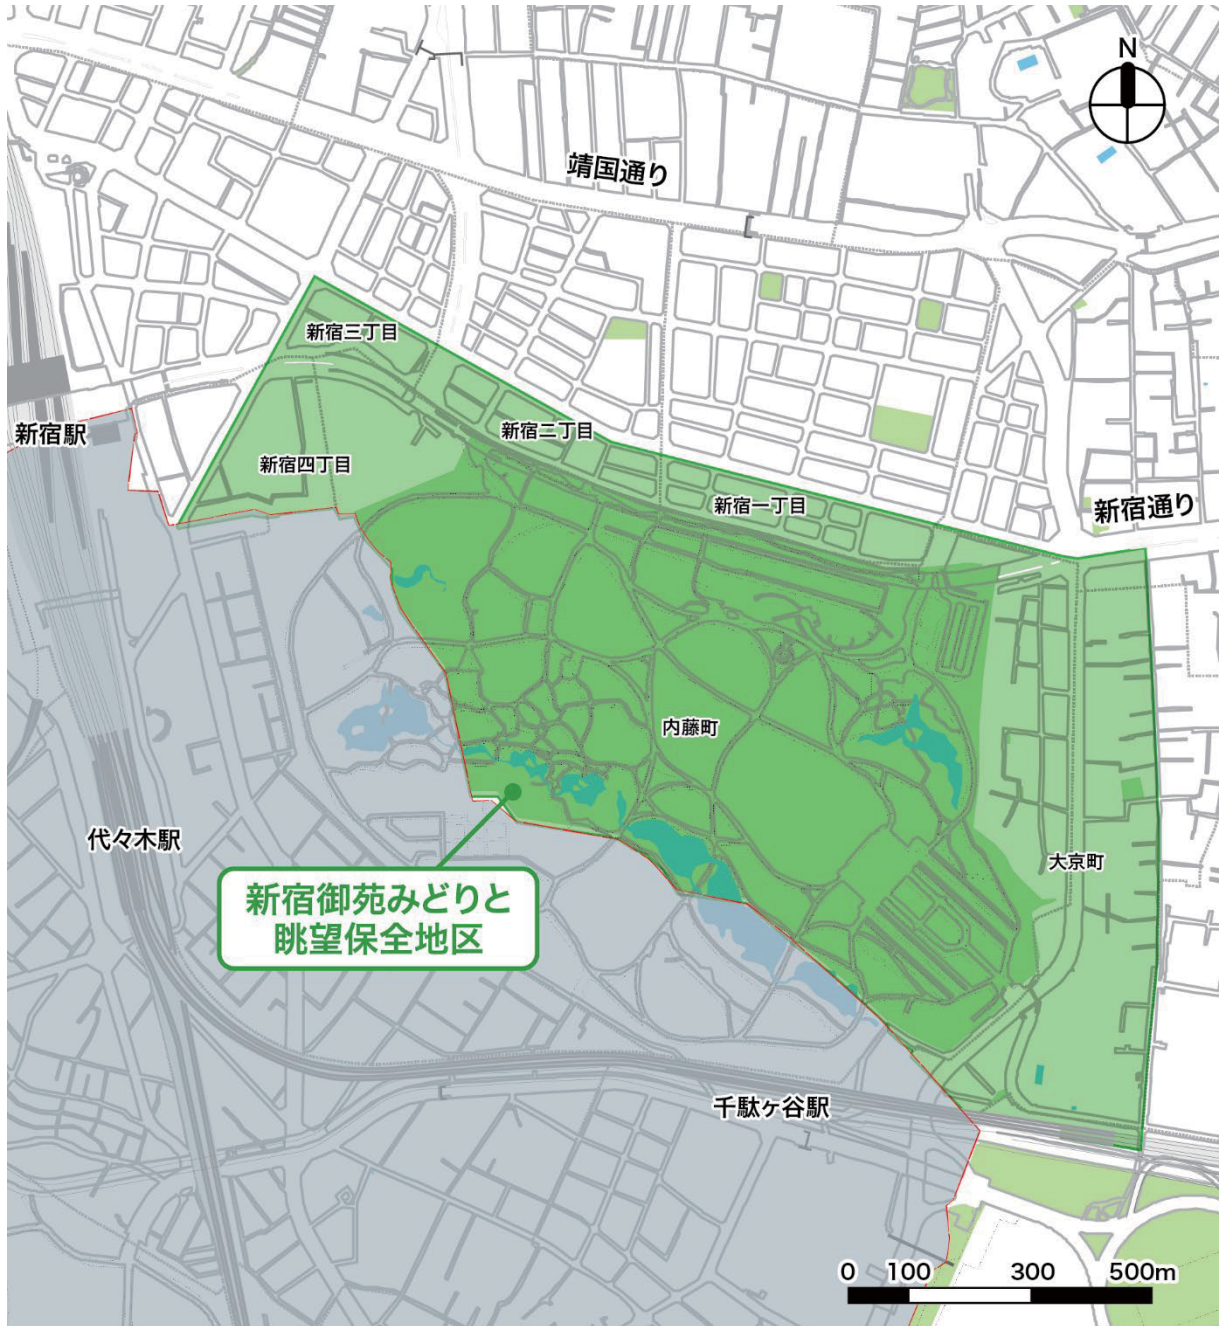 N
靖国通り
新宿三丁目
新宿駅
新宿二丁目
新宿四丁目
新宿一丁目
新宿通り
内藤町
代々木駅
大京町
新宿御苑みどりと
眺望保全地区
千駄ヶ谷駅
0 100 300 500m